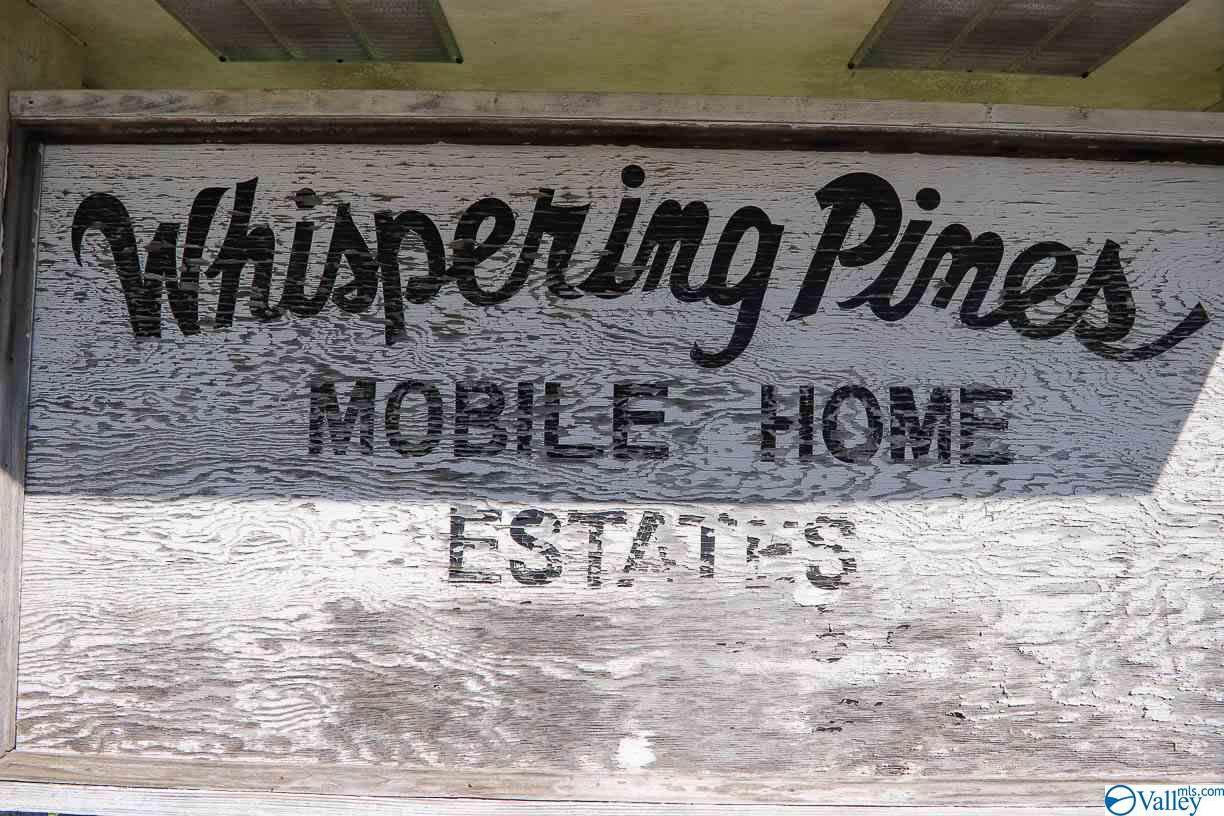 Whispering Pines
MOBILE HOME
ESTATES
Valleymls.com